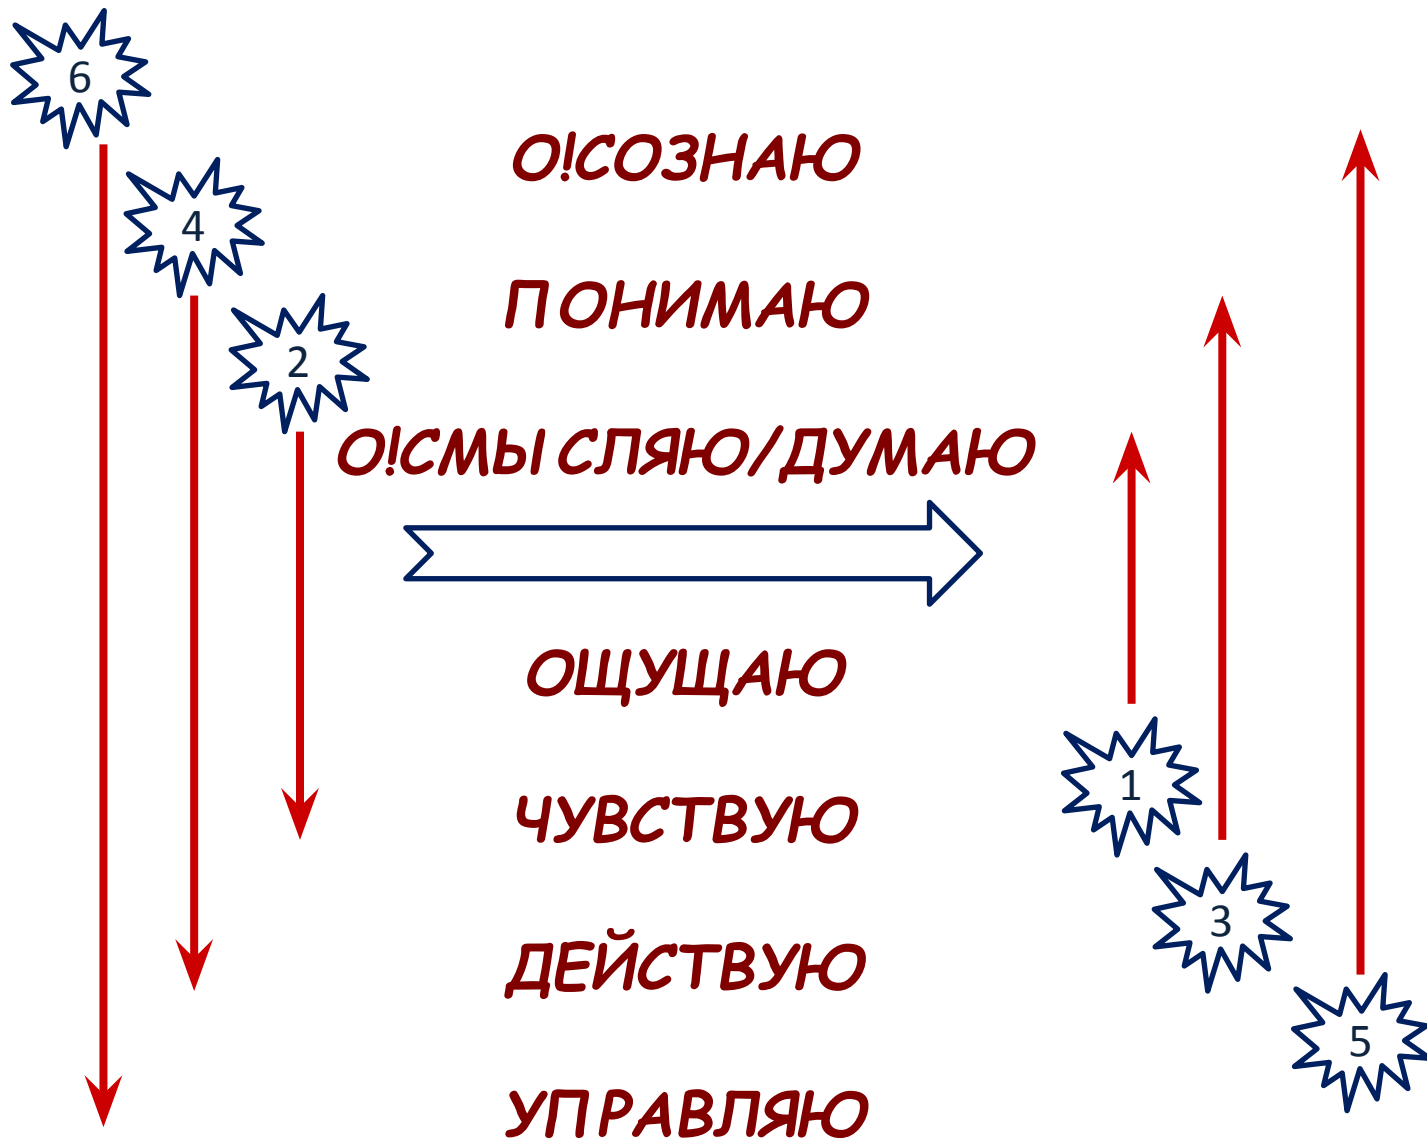 6
О!СОЗНАЮ
4
ПОНИМАЮ
2
О!СМЫСЛЯЮ/ДУМАЮ
ОЩУЩАЮ
1
ЧУВСТВУЮ
3
ДЕЙСТВУЮ
5
УПРАВЛЯЮ